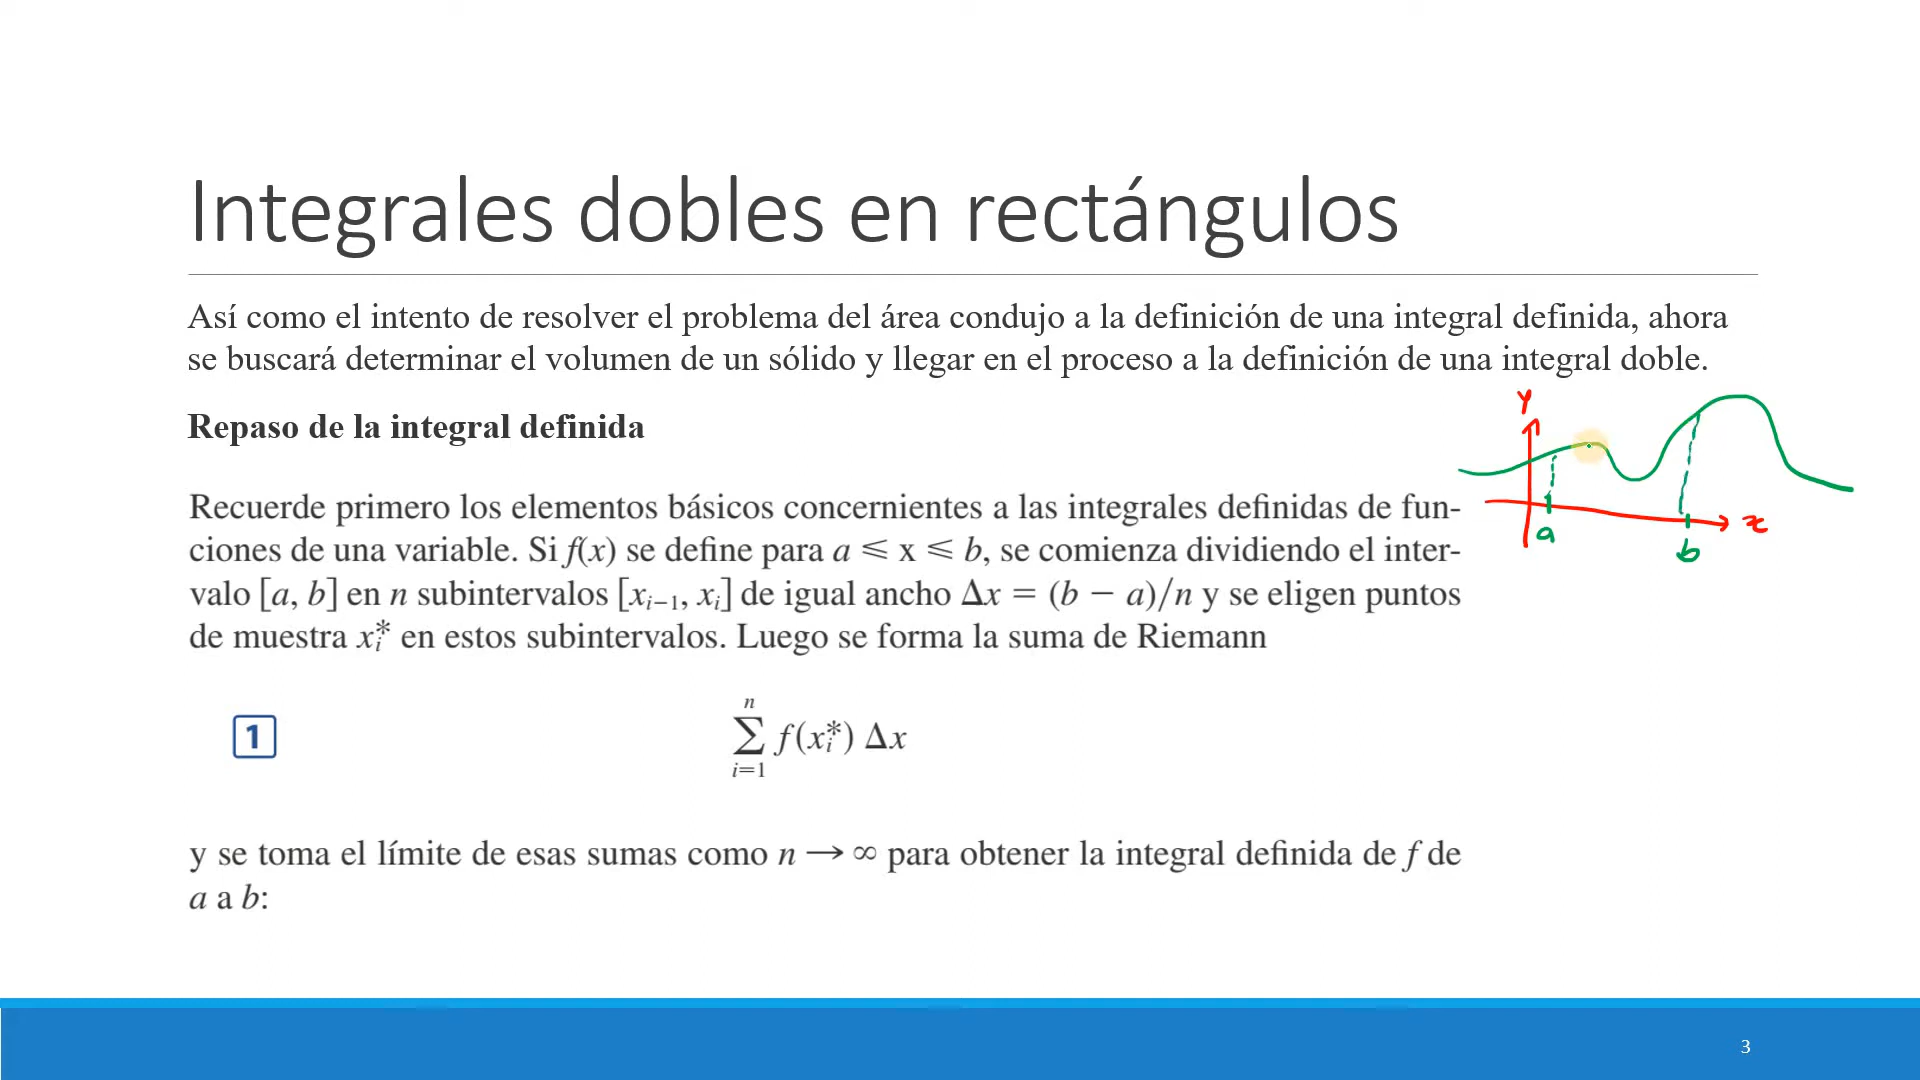 Integrales dobles en rectángulos
Así como el intento de resolver el problema del área condujo a la definición de una integral definida, ahora
se buscará determinar el volumen de un sólido y llegar en el proceso a la definición de una integral doble.
Repaso de la integral definida
Recuerde primero los elementos básicos concernientes a las integrales definidas de fun-
ciones de una variable. Si f(x) se define para a ⩽ x ⩽ b, se comienza dividiendo el inter-
valo [a, b] en n subintervalos [xᵢ₋₁, xᵢ] de igual ancho Δx = (b − a)/n y se eligen puntos
de muestra xᵢ* en estos subintervalos. Luego se forma la suma de Riemann
y
x
a
b
1
n
∑ f(xᵢ*) Δx
i=1
y se toma el límite de esas sumas como n → ∞ para obtener la integral definida de f de
a a b:
3